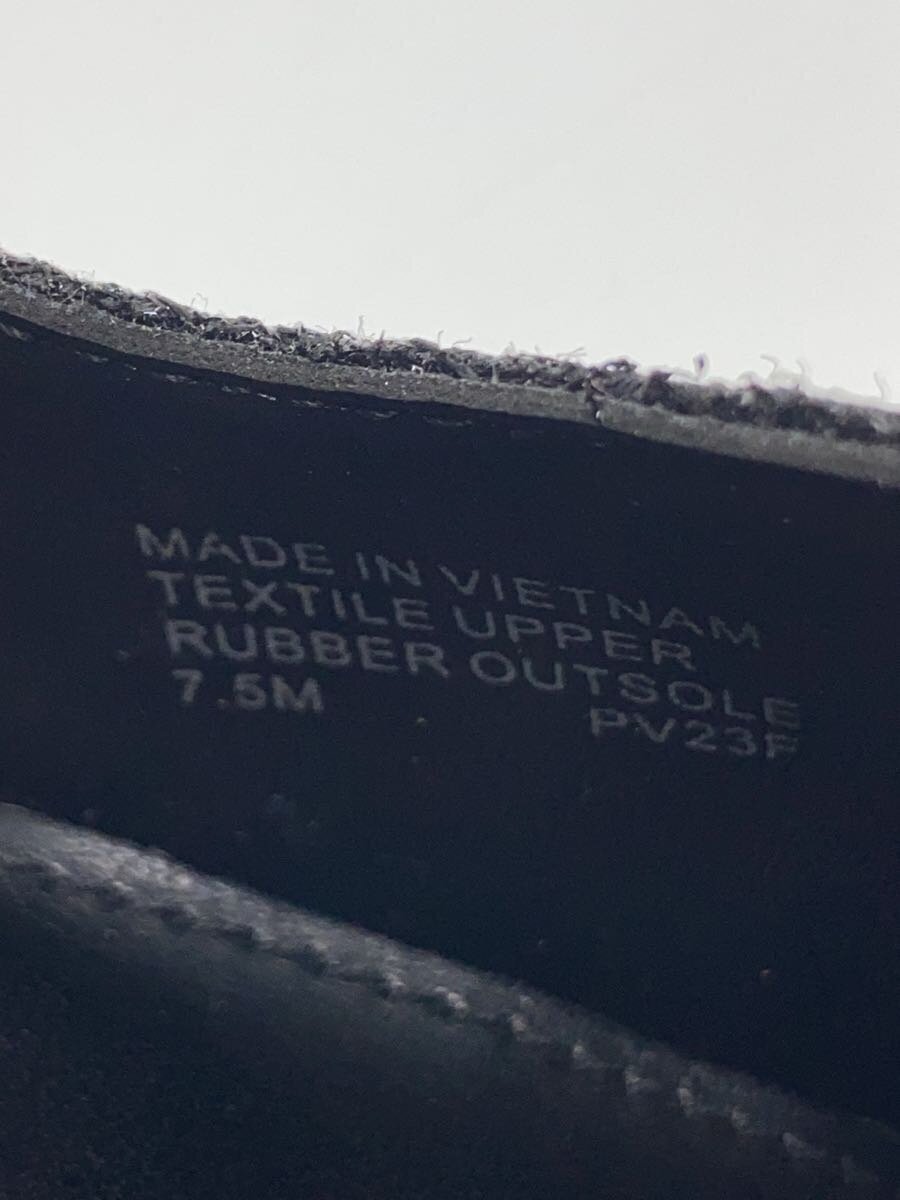 MADE IN VIETNAM
TEXTILE UPPER
RUBBER OUTSOLE
7.5M PV23F